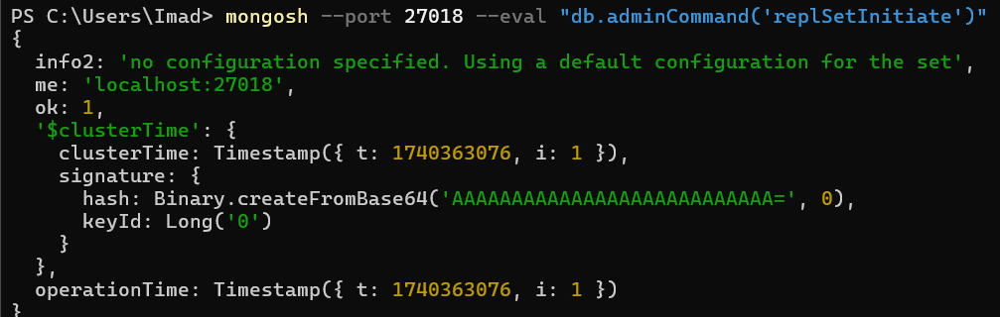 PS C:\Users\Imad> mongosh --port 27018 --eval "db.adminCommand('replSetInitiate')"
{
  info2: 'no configuration specified. Using a default configuration for the set',
  me: 'localhost:27018',
  ok: 1,
  '$clusterTime': {
    clusterTime: Timestamp({ t: 1740363076, i: 1 }),
    signature: {
      hash: Binary.createFromBase64('AAAAAAAAAAAAAAAAAAAAAAAAAAA=', 0),
      keyId: Long('0')
    }
  },
  operationTime: Timestamp({ t: 1740363076, i: 1 })
}